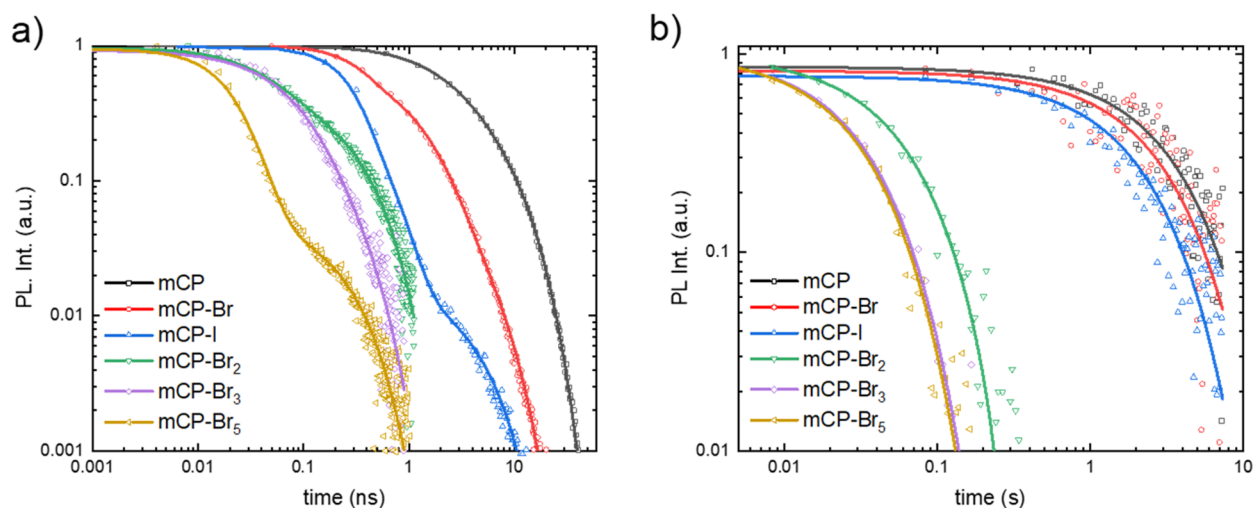 a)
PL. Int. (a.u.)
1
0.1
0.01
0.001
mCP
mCP-Br
mCP-I
mCP-Br₂
mCP-Br₃
mCP-Br₅
0.001
0.01
0.1
1
10
time (ns)
b)
PL Int. (a.u.)
1
0.1
0.01
mCP
mCP-Br
mCP-I
mCP-Br₂
mCP-Br₃
mCP-Br₅
0.01
0.1
1
10
time (s)